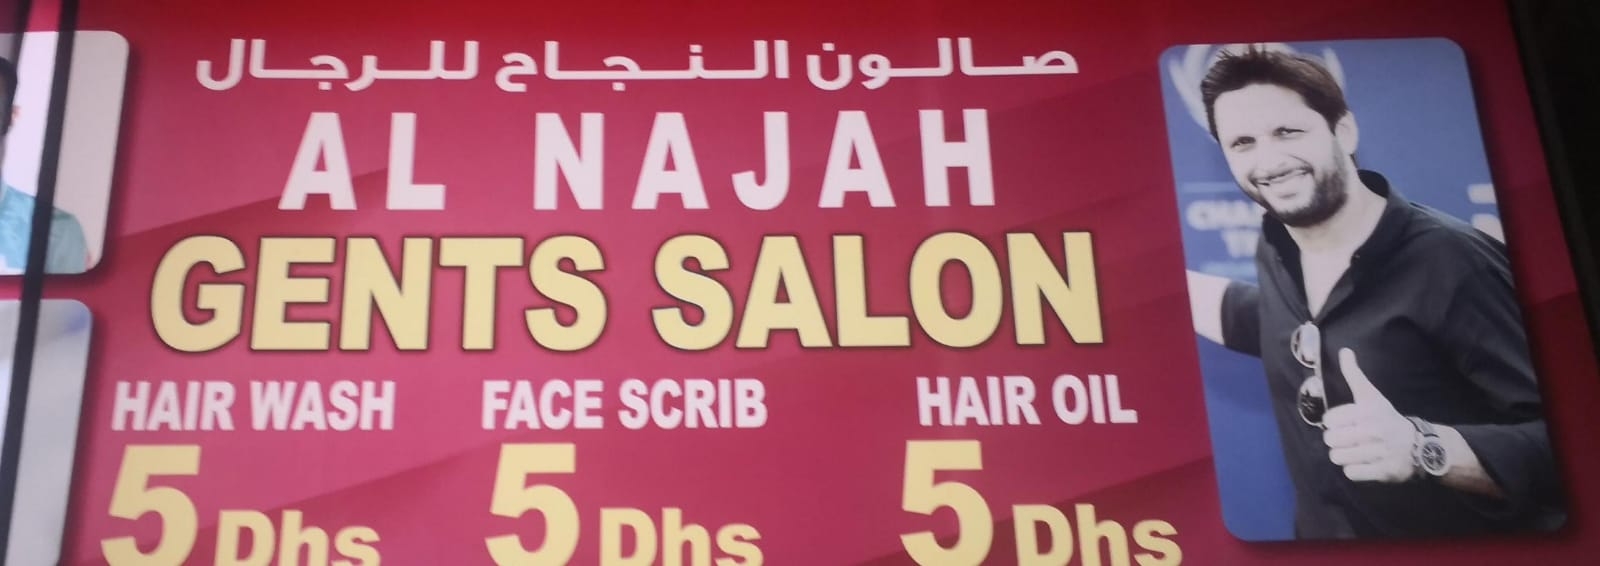 صالون النجاح للرجال
AL NAJAH
GENTS SALON
HAIR WASH
5 Dhs
FACE SCRIB
5 Dhs
HAIR OIL
5 Dhs